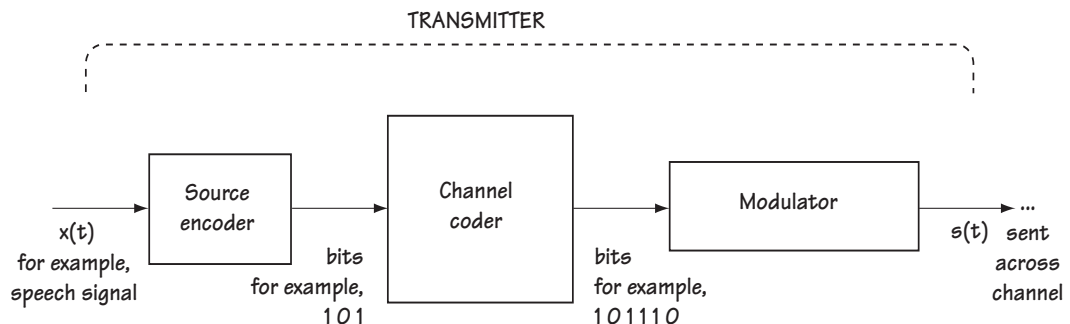 TRANSMITTER
Source
encoder
Channel
coder
Modulator
x(t)
for example,
speech signal
bits
for example,
101
bits
for example,
101110
s(t)
...
sent
across
channel